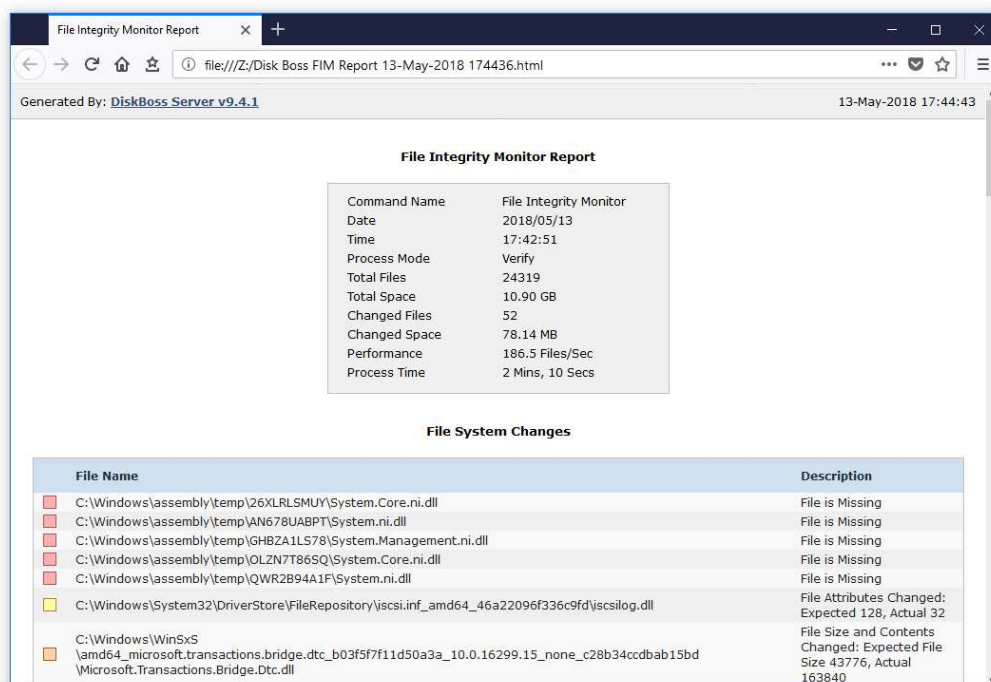 File Integrity Monitor Report
file:///Z:/Disk Boss FIM Report 13-May-2018 174436.html
Generated By: DiskBoss Server v9.4.1 13-May-2018 17:44:43
File Integrity Monitor Report
Command Name File Integrity Monitor
Date 2018/05/13
Time 17:42:51
Process Mode Verify
Total Files 24319
Total Space 10.90 GB
Changed Files 52
Changed Space 78.14 MB
Performance 186.5 Files/Sec
Process Time 2 Mins, 10 Secs
File System Changes
File Name Description
C:\Windows\assembly\temp\26XLRLSMUY\System.Core.ni.dll File is Missing
C:\Windows\assembly\temp\AN678UABPT\System.ni.dll File is Missing
C:\Windows\assembly\temp\GHBZA1LS78\System.Management.ni.dll File is Missing
C:\Windows\assembly\temp\OLZN7T86SQ\System.Core.ni.dll File is Missing
C:\Windows\assembly\temp\QWR2B94A1F\System.ni.dll File is Missing
C:\Windows\System32\DriverStore\FileRepository\iscsi.inf_amd64_46a22096f336c9fd\iscsilog.dll
File Attributes Changed:
Expected 128, Actual 32
C:\Windows\WinSxS
\amd64_microsoft.transactions.bridge.dtc_b03f5f7f11d50a3a_10.0.16299.15_none_c28b34ccdbab15bd
\Microsoft.Transactions.Bridge.Dtc.dll
File Size and Contents
Changed: Expected File
Size 43776, Actual
163840